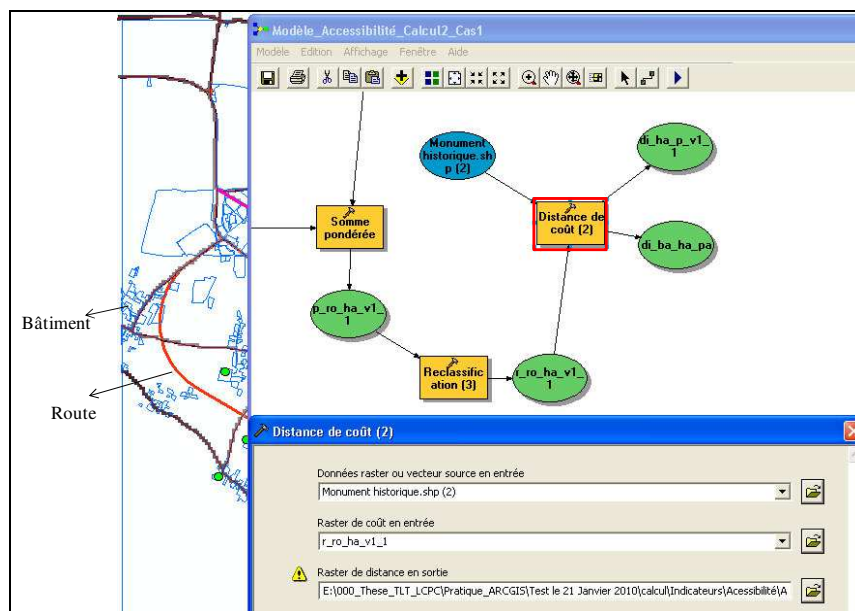 Modèle_Accessibilité_Calcul2_Cas1
Modèle Edition Affichage Fenêtre Aide
Monument
historique.sh
p (2)
di_ha_p_v1_
1
Somme
pondérée
Distance de
coût (2)
di_ba_ha_pa
Bâtiment
p_ro_ha_v1_
1
Route
Reclassific
ation (3)
r_ro_ha_v1_
1
Distance de coût (2)
Données raster ou vecteur source en entrée
Monument historique.shp (2)
Raster de coût en entrée
r_ro_ha_v1_1
Raster de distance en sortie
E:\000_These_TLT_LCPC\Pratique_ARCGIS\Test le 21 Janvier 2010\calcul\Indicateurs\Acessibilité\A